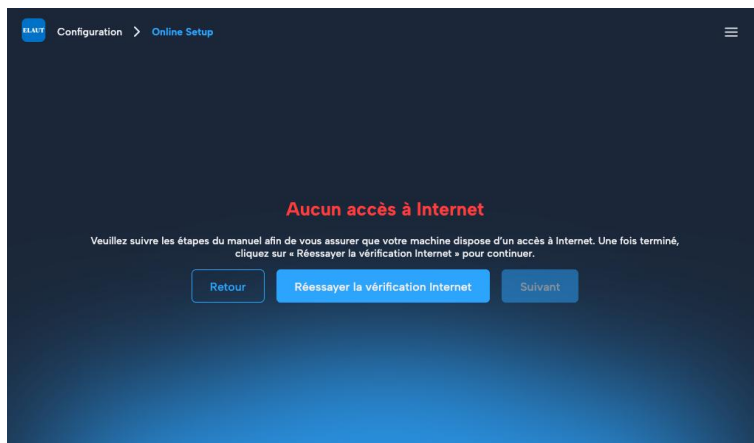 ELAUT
Configuration > Online Setup
Aucun accès à Internet
Veuillez suivre les étapes du manuel afin de vous assurer que votre machine dispose d'un accès à Internet. Une fois terminé,
cliquez sur « Réessayer la vérification Internet » pour continuer.
Retour
Réessayer la vérification Internet
Suivant